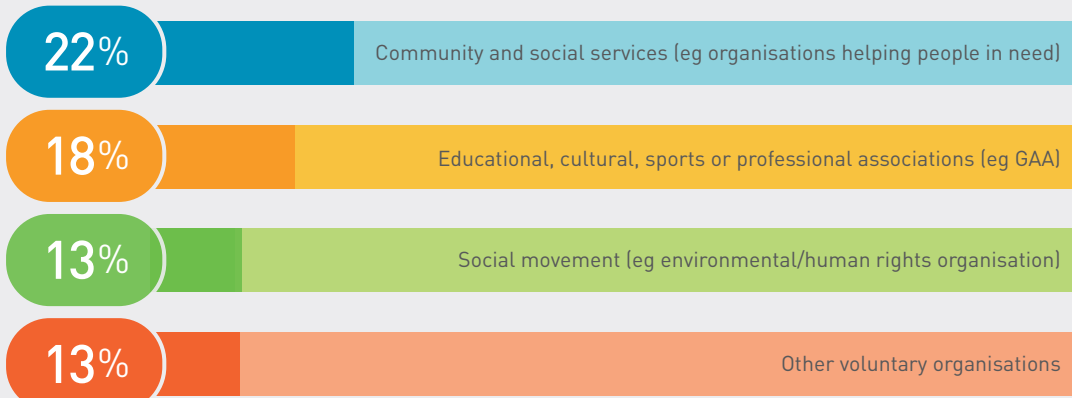 22% Community and social services (eg organisations helping people in need)
18% Educational, cultural, sports or professional associations (eg GAA)
13% Social movement (eg environmental/human rights organisation)
13% Other voluntary organisations